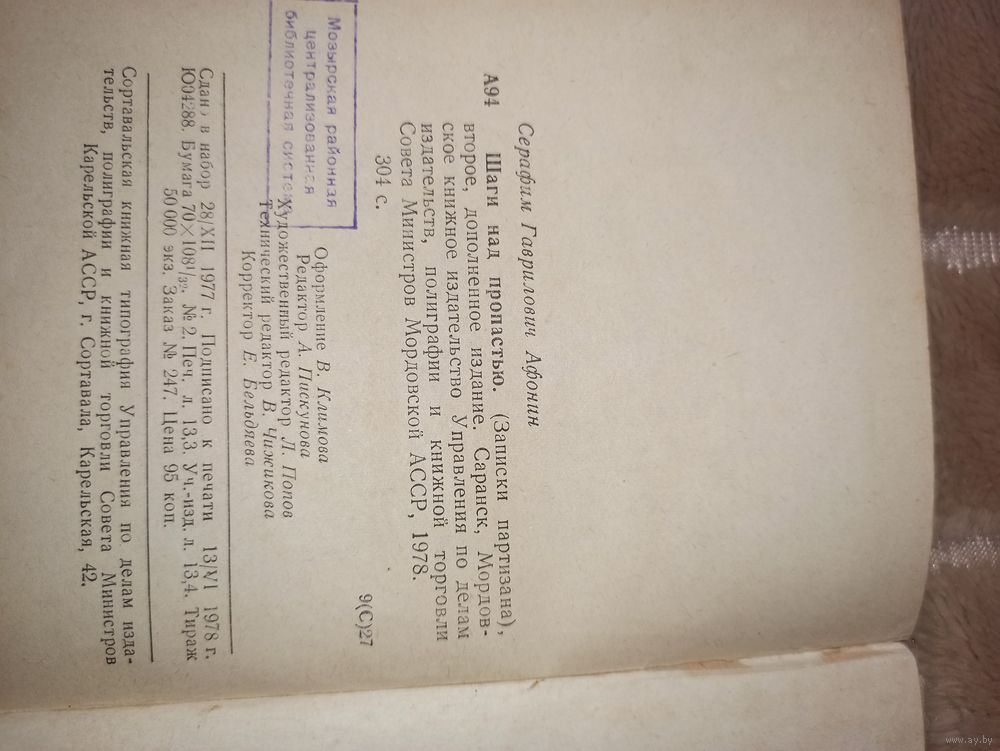 Серафим Гаврилович Афонин
А94 Шаги над пропастью. (Записки партизана),
второе, дополненное издание. Саранск, Мордов-
ское книжное издательство Управления по делам
издательств, полиграфии и книжной торговли
Совета Министров Мордовской АССР, 1978.
304 с.
9(С)27
Мозырская районная
централизованная
библиотечная система
Оформление В. Климова
Редактор А. Пискунова
Художественный редактор Л. Попов
Технический редактор В. Чижикова
Корректор Е. Бельдяева
Сдано в набор 28/XII 1977 г. Подписано к печати 13/VI 1978 г.
Ю04288. Бумага 70×108¹/₃₂. № 2. Печ. л. 13,3. Уч.-изд. л. 13,4. Тираж
50 000 экз. Заказ № 247. Цена 95 коп.
Сортавальская книжная типография Управления по делам изда-
тельств, полиграфии и книжной торговли Совета Министров
Карельской АССР, г. Сортавала, Карельская, 42.
www.ay.by